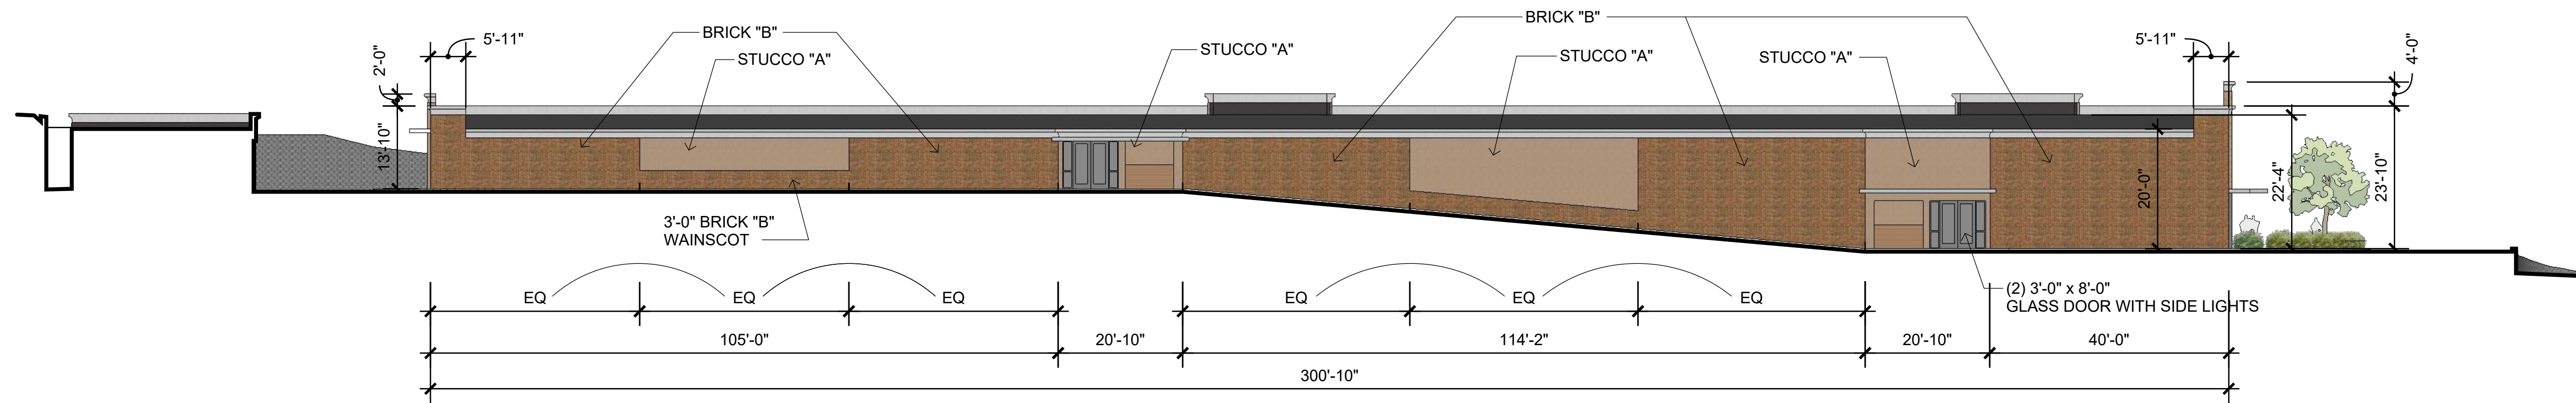 BRICK "B"
5'-11"
2'-0"
STUCCO "A"
STUCCO "A"
13'-10"
3'-0" BRICK "B"
WAINSCOT
BRICK "B"
STUCCO "A"
STUCCO "A"
5'-11"
4'-0"
20'-0"
22'-4"
23'-10"
(2) 3'-0" x 8'-0"
GLASS DOOR WITH SIDE LIGHTS
EQ
EQ
EQ
EQ
EQ
EQ
105'-0"
20'-10"
114'-2"
20'-10"
40'-0"
300'-10"